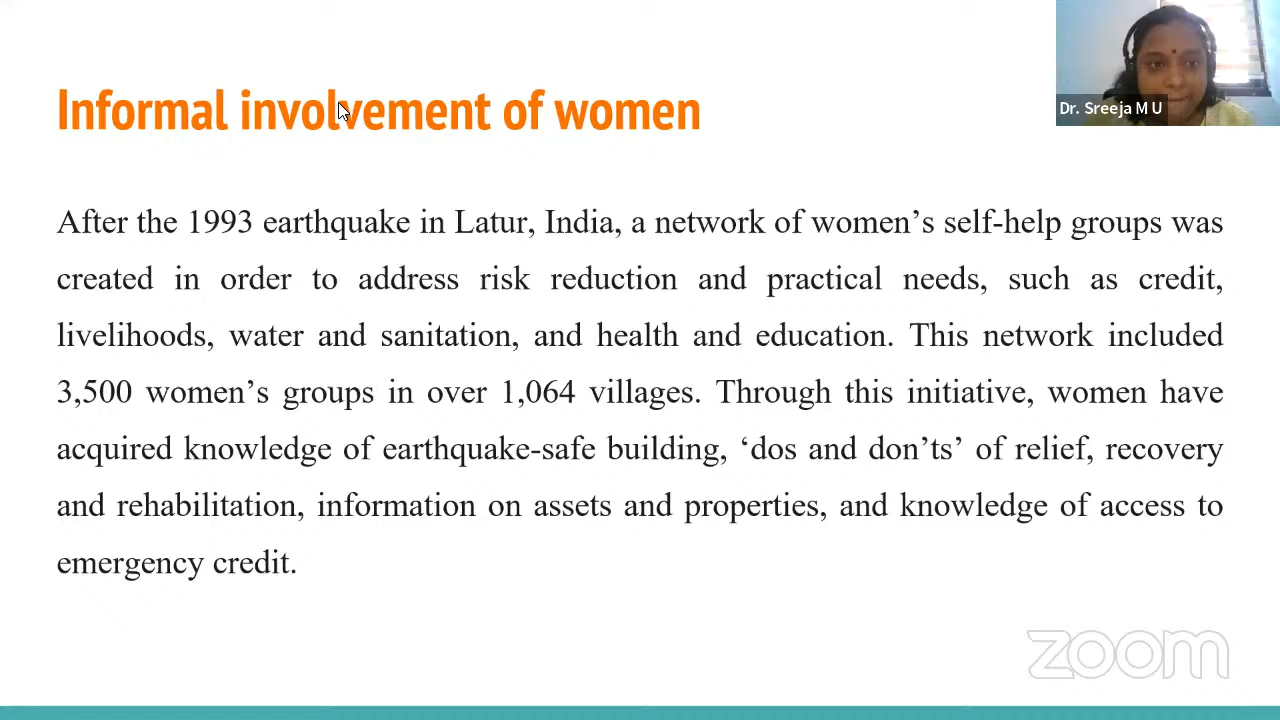 Informal involvement of women
Dr. Sreeja M U
After the 1993 earthquake in Latur, India, a network of women’s self-help groups was
created in order to address risk reduction and practical needs, such as credit,
livelihoods, water and sanitation, and health and education. This network included
3,500 women’s groups in over 1,064 villages. Through this initiative, women have
acquired knowledge of earthquake-safe building, ‘dos and don’ts’ of relief, recovery
and rehabilitation, information on assets and properties, and knowledge of access to
emergency credit.
zoom